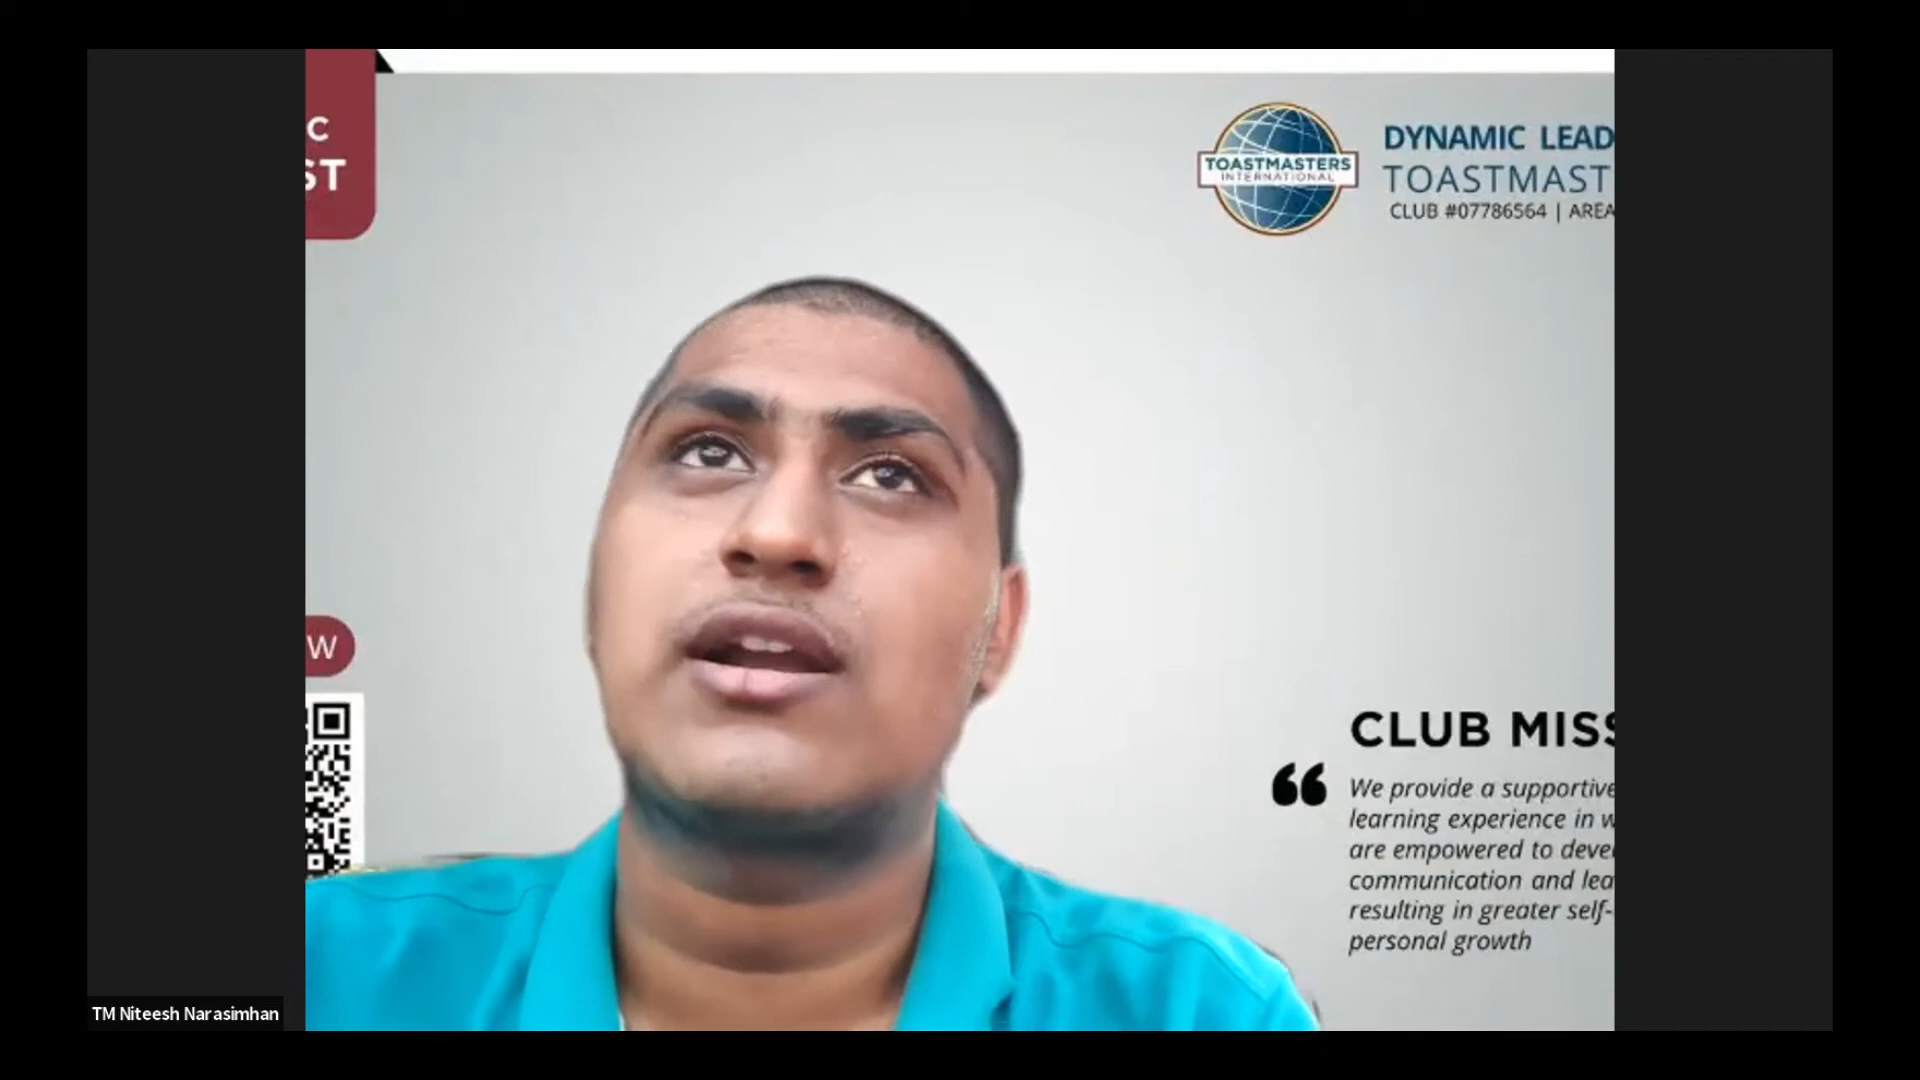 C
ST
TOASTMASTERS
INTERNATIONAL
DYNAMIC LEAD
TOASTMAST
CLUB #07786564 | AREA
W
CLUB MISS
“
We provide a supportive
learning experience in w
are empowered to devel
communication and lea
resulting in greater self-
personal growth
TM Niteesh Narasimhan